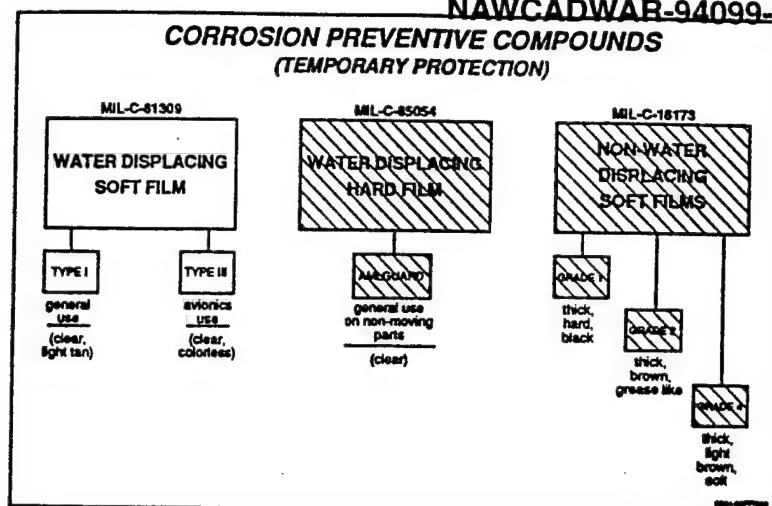 NAWCADWAR-94099-
CORROSION PREVENTIVE COMPOUNDS
(TEMPORARY PROTECTION)
MIL-C-81309
WATER DISPLACING
SOFT FILM
TYPE I
general
use
(clear,
light tan)
TYPE III
avionics
use
(clear,
colorless)
MIL-C-85054
WATER DISPLACING
HARD FILM
AMLGUARD
general use
on non-moving
parts
(clear)
MIL-C-16173
NON-WATER
DISPLACING
SOFT FILMS
GRADE 1
thick,
hard,
black
GRADE 2
thick,
brown,
grease like
GRADE 4
thick,
light
brown,
soft